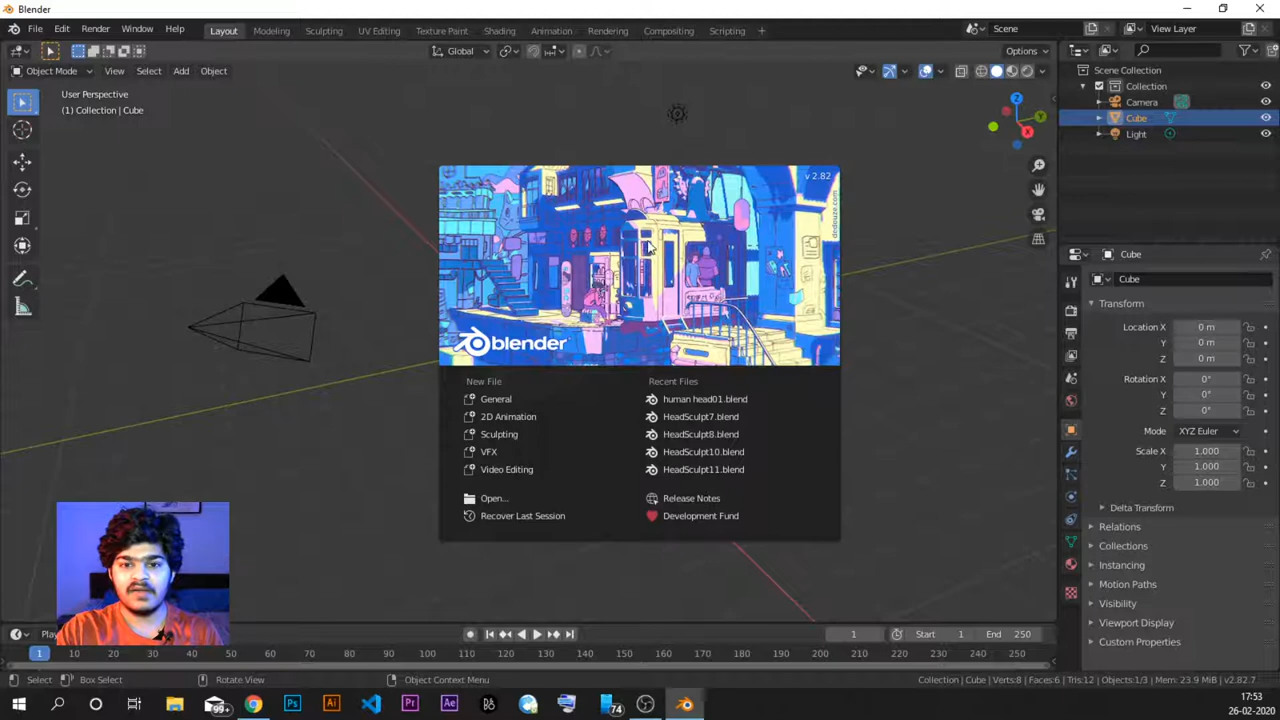 Blender
File Edit Render Window Help Layout Modeling Sculpting UV Editing Texture Paint Shading Animation Rendering Compositing Scripting + Scene View Layer
Global Options
Object Mode View Select Add Object
User Perspective
(1) Collection | Cube
Scene Collection
Collection
Camera
Cube
Light
X Y
Z
v 2.82
dedouze.com
blender
New File Recent Files
General human head01.blend
2D Animation HeadSculpt7.blend
Sculpting HeadSculpt8.blend
VFX HeadSculpt10.blend
Video Editing HeadSculpt11.blend
Open... Release Notes
Recover Last Session Development Fund
Cube
Cube
Transform
Location X 0 m
Y 0 m
Z 0 m
Rotation X 0°
Y 0°
Z 0°
Mode XYZ Euler
Scale X 1.000
Y 1.000
Z 1.000
Delta Transform
Relations
Collections
Instancing
Motion Paths
Visibility
Viewport Display
Custom Properties
1 Start 1 End 250
1 10 20 30 40 50 60 70 80 90 100 110 120 130 140 150 160 170 180 190 200 210 220 230 240 250
Select Box Select Rotate View Object Context Menu Collection | Cube | Verts:8 | Faces:6 | Tris:12 | Objects:1/3 | Mem: 23.9 MiB | v2.82.7
99+ Ps Ai Pr Ae 74
17:53
26-02-2020